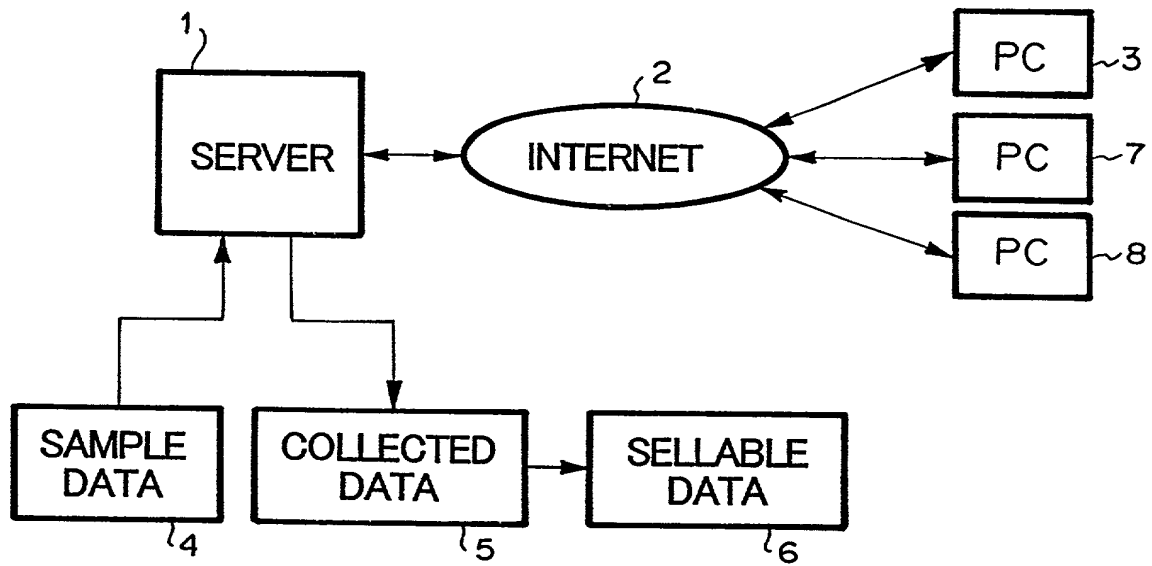 1
SERVER
2
INTERNET
PC
3
PC
7
PC
8
SAMPLE
DATA
4
COLLECTED
DATA
5
SELLABLE
DATA
6